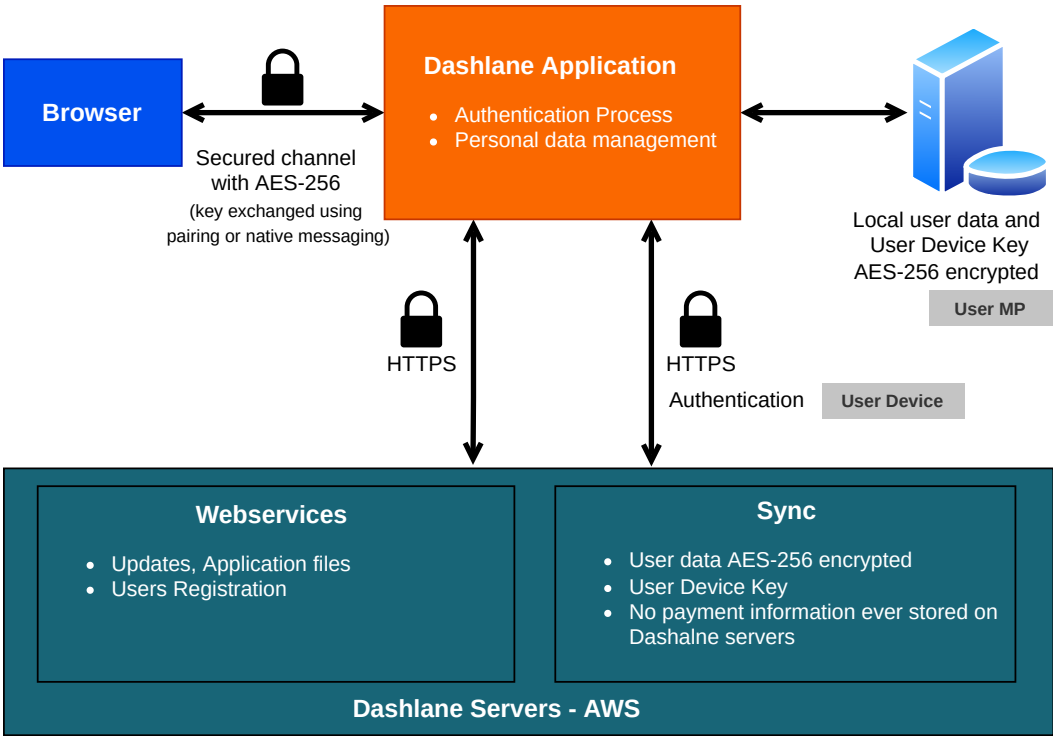 Browser
Secured channel
with AES-256
(key exchanged using
pairing or native messaging)
Dashlane Application
Authentication Process
Personal data management
Local user data and
User Device Key
AES-256 encrypted
User MP
HTTPS
HTTPS
Authentication
User Device
Webservices
Updates, Application files
Users Registration
Sync
User data AES-256 encrypted
User Device Key
No payment information ever stored on
Dashalne servers
Dashlane Servers - AWS